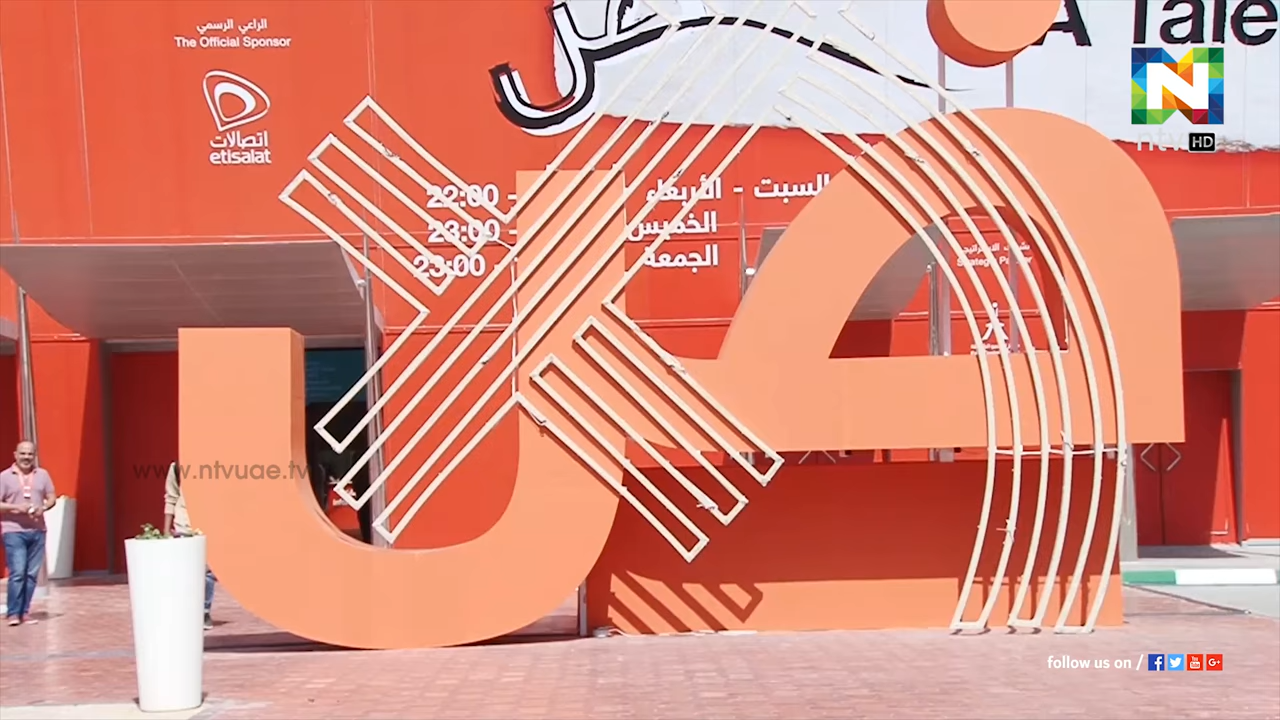 الراعي الرسمي
The Official Sponsor
اتصالات
etisalat
A Tale
N
ntv
HD
السبت - الأربعاء
22:00 -
الخميس
23:00 -
الجمعة
23:00
www.ntvuae.tv
follow us on /